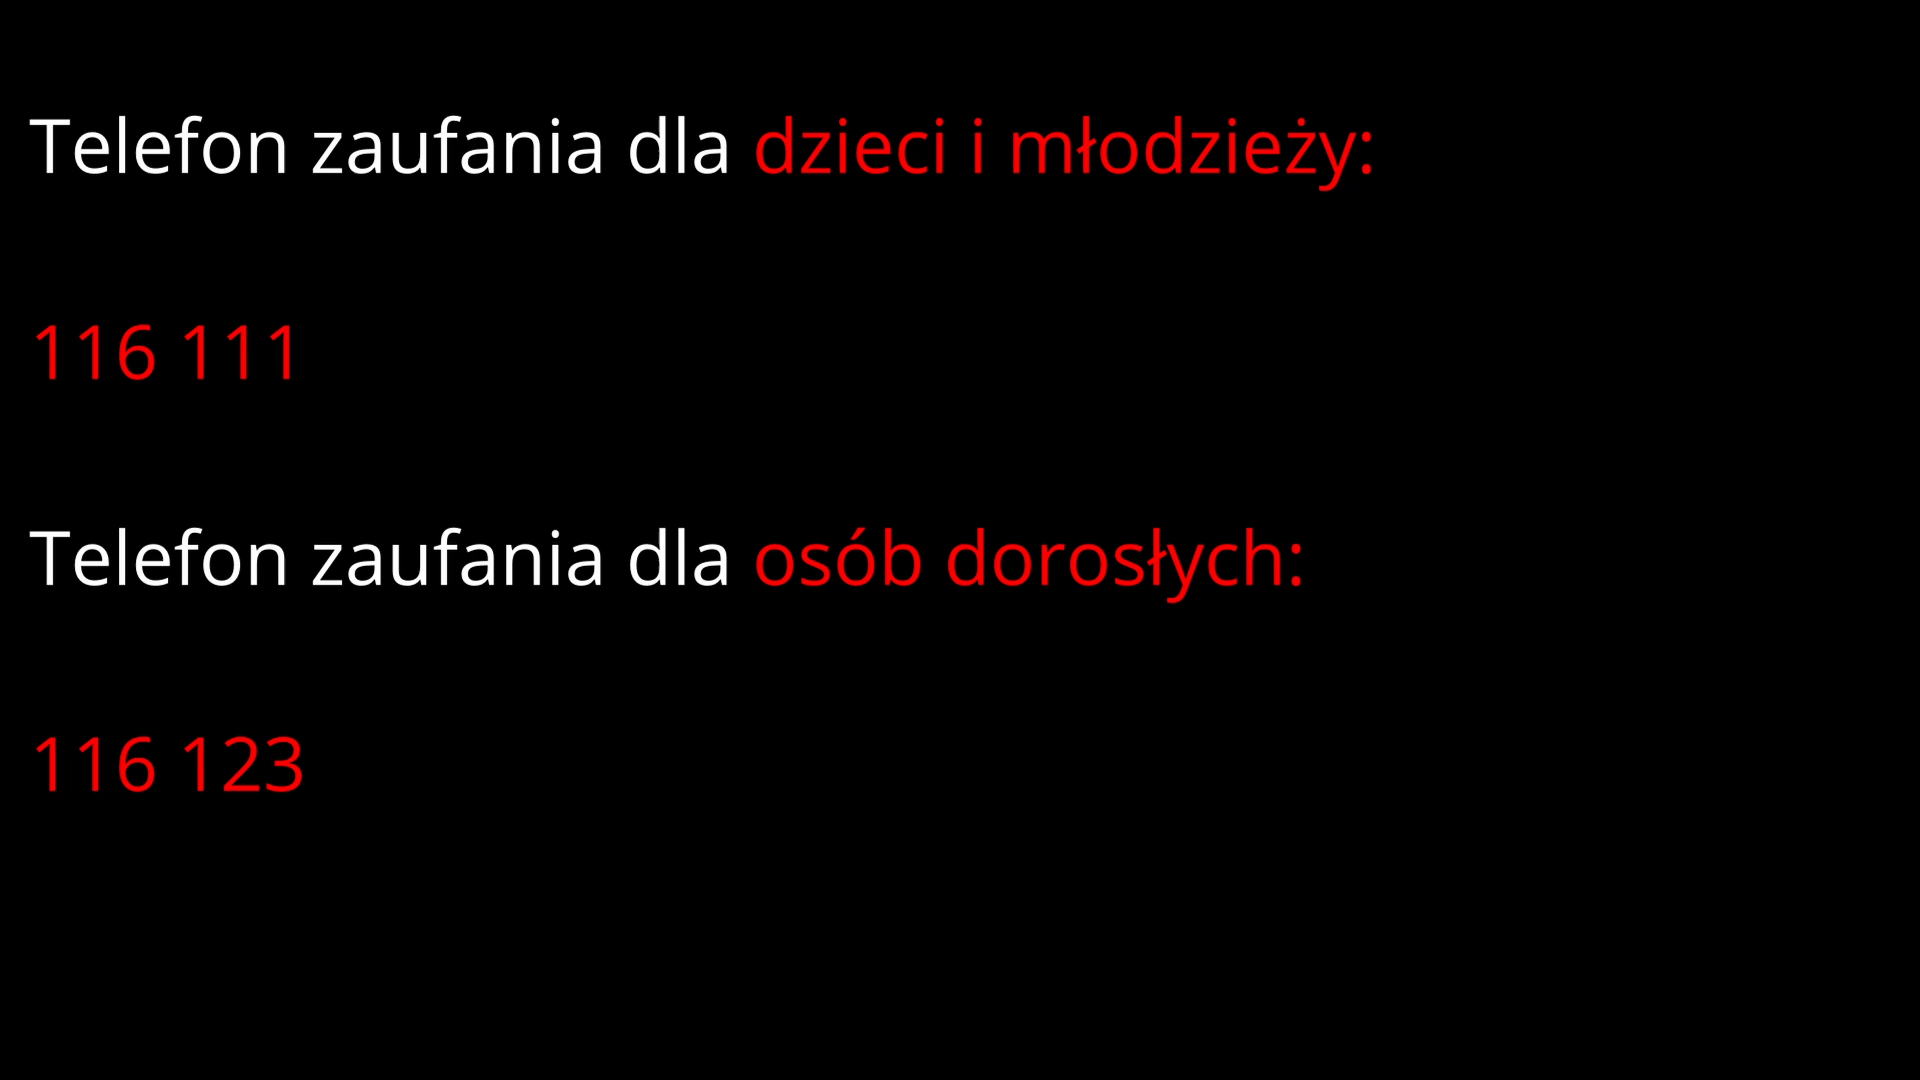 Telefon zaufania dla dzieci i młodzieży:
116 111
Telefon zaufania dla osób dorosłych:
116 123